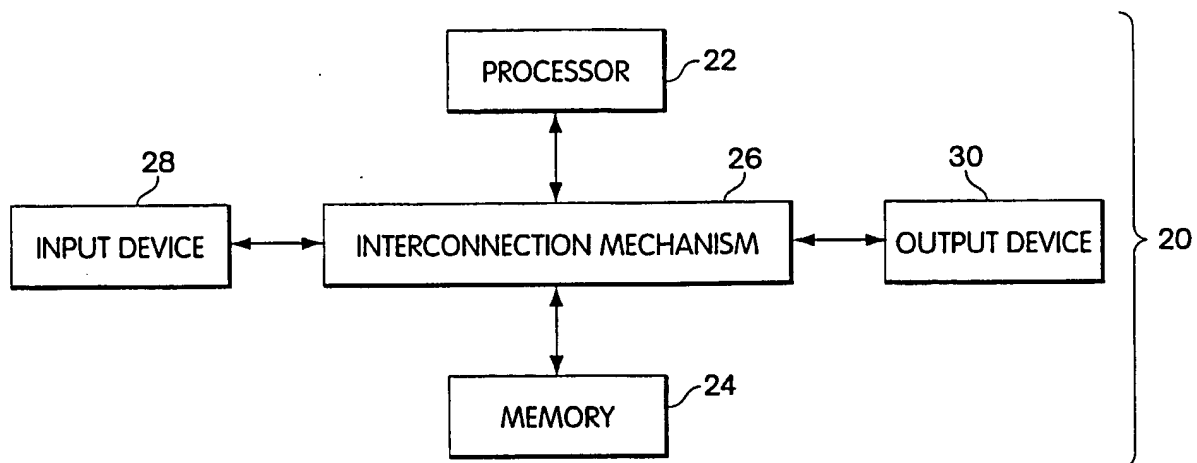 PROCESSOR
22
28
26
30
INPUT DEVICE
INTERCONNECTION MECHANISM
OUTPUT DEVICE
20
MEMORY
24